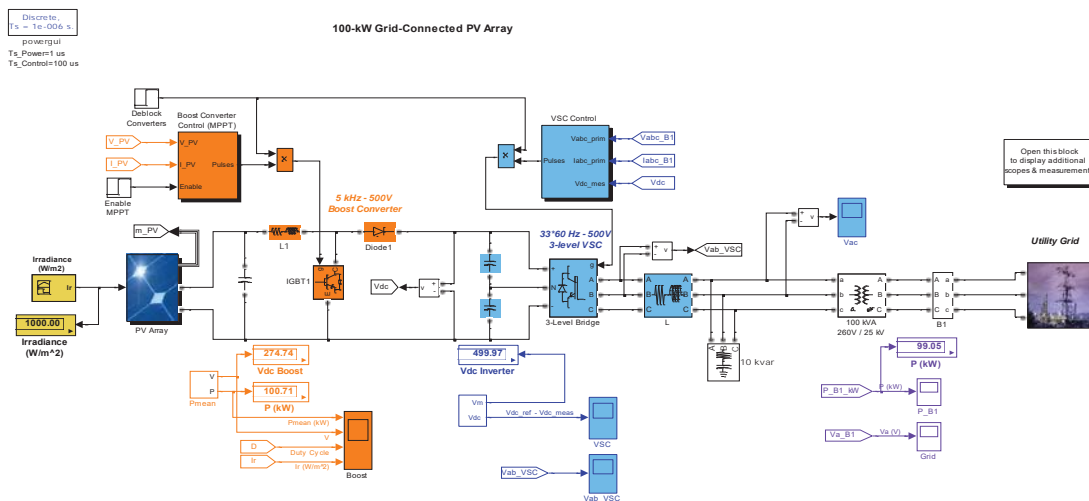 Discrete,
Ts = 1e-006 s.
powergui
Ts_Power=1 us
Ts_Control=100 us
100-kW Grid-Connected PV Array
Deblock
Converters
Boost Converter
Control (MPPT)
V_PV
I_PV
V_PV
I_PV
Pulses
Enable
Enable
MPPT
x
x
VSC Control
Vabc_prim
Iabc_prim
Vdc_mes
Pulses
Vabc_B1
Iabc_B1
Vdc
Open this block
to display additional
scopes & measurement
5 kHz - 500V
Boost Converter
33*60 Hz - 500V
3-level VSC
m_PV
L1
Diode1
IGBT1
g
C
E
Vdc
v
+
-
Irradiance
(W/m2)
Ir
1000.00
Irradiance
(W/m^2)
PV Array
+
N
-
g
A
B
C
3-Level Bridge
+
-
v
Vab_VSC
A
B
C
A
B
C
L
+
-
v
Vac
A
B
C
10 kvar
A
B
C
a
b
c
100 kVA
260V / 25 kV
A
b
C
a
b
c
B1
Utility Grid
274.74
Vdc Boost
V
P
Pmean
100.71
P (kW)
Pmean (kW)
V
D
Duty Cycle
Ir
Ir (W/m^2)
Boost
499.97
Vdc Inverter
Vm
Vdc
Vdc_ref - Vdc_meas
VSC
Vab_VSC
Vab_VSC
99.05
P (kW)
P_B1_kW
P (kW)
P_B1
Va_B1
Va (V)
Grid